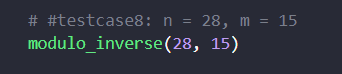 # #testcase8: n = 28, m = 15
modulo_inverse(28, 15)